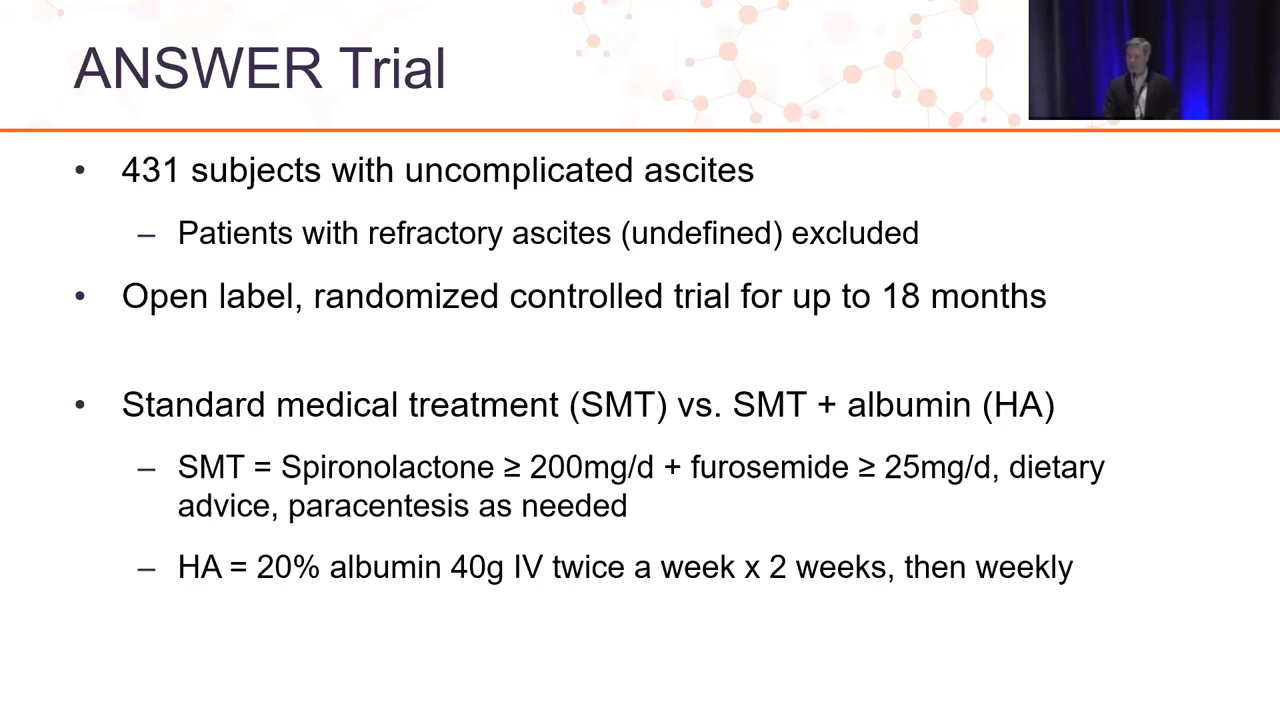 ANSWER Trial
• 431 subjects with uncomplicated ascites
– Patients with refractory ascites (undefined) excluded
• Open label, randomized controlled trial for up to 18 months
• Standard medical treatment (SMT) vs. SMT + albumin (HA)
– SMT = Spironolactone ≥ 200mg/d + furosemide ≥ 25mg/d, dietary
advice, paracentesis as needed
– HA = 20% albumin 40g IV twice a week x 2 weeks, then weekly